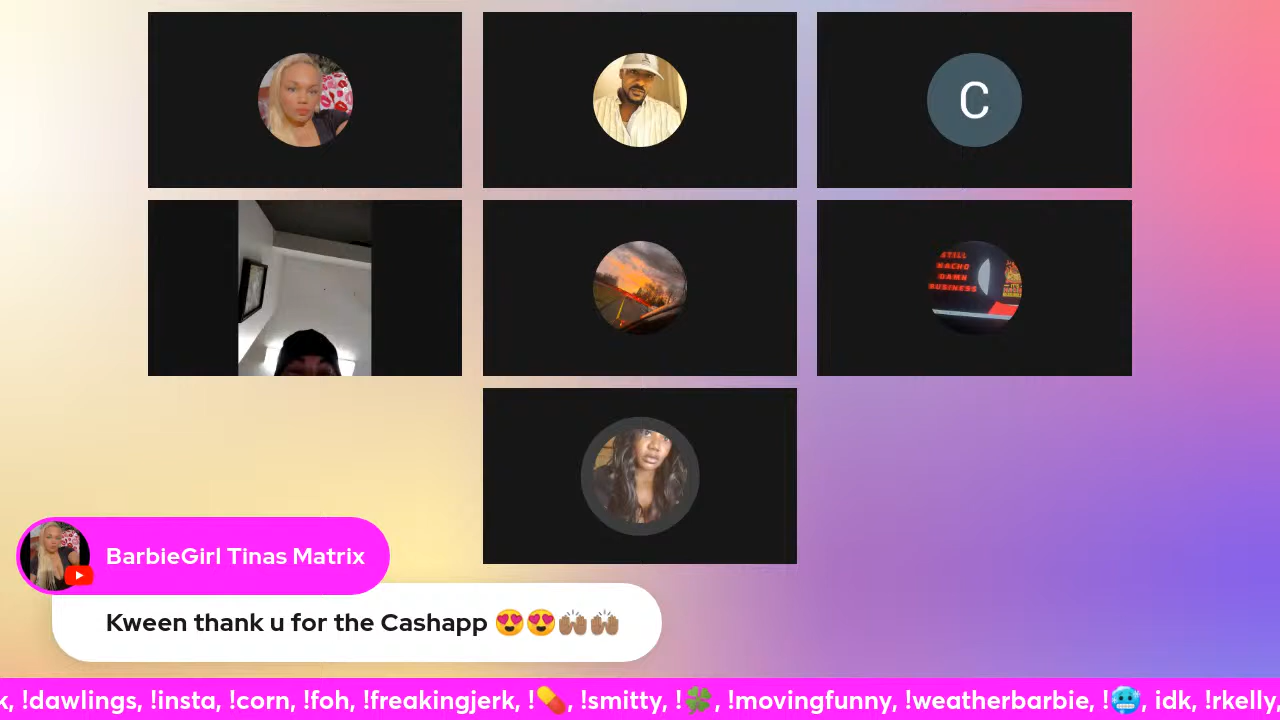 C
STILL
NACHO
DAMN
BUSINESS
BarbieGirl Tinas Matrix
Kween thank u for the Cashapp 😍😍🙌🏽🙌🏽
k, !dawlings, !insta, !corn, !foh, !freakingjerk, !💊, !smitty, !🍀, !movingfunny, !weatherbarbie, !🥶, idk, !rkelly,